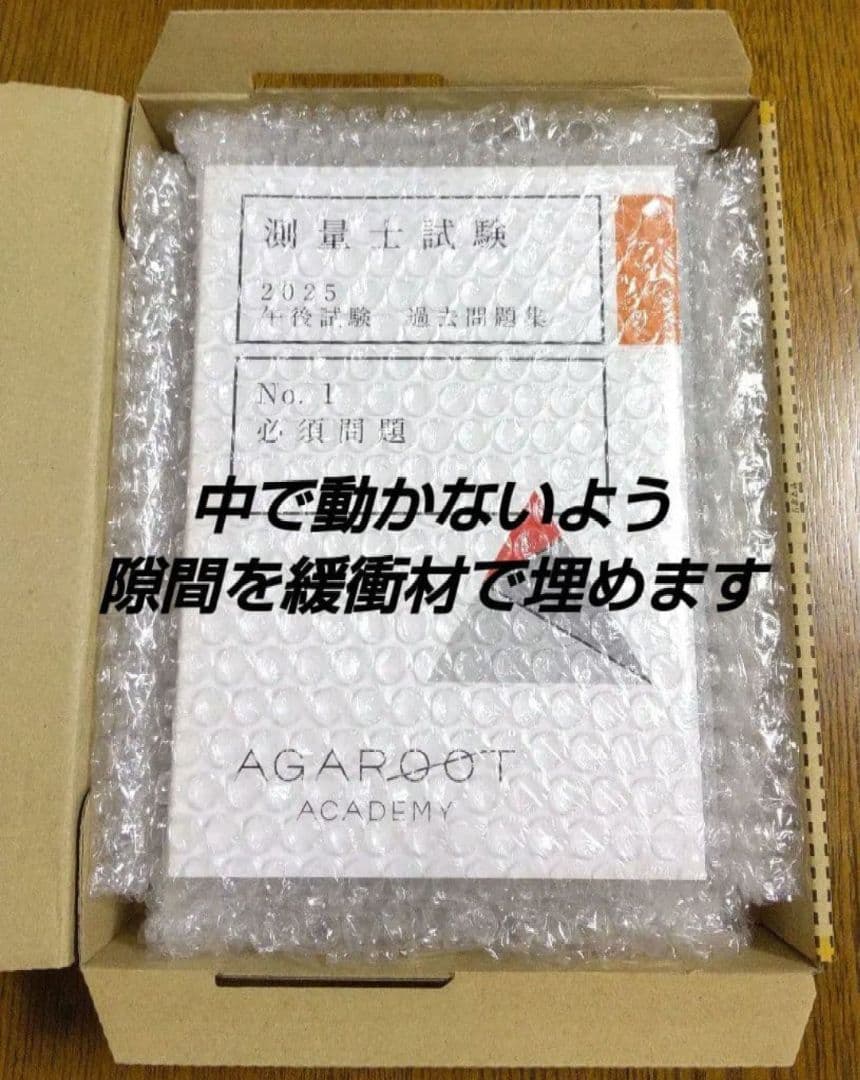 測量士試験
2025
午後試験 過去問題集
No. 1
必須問題
中で動かないよう
隙間を緩衝材で埋めます
AGAROOT
ACADEMY